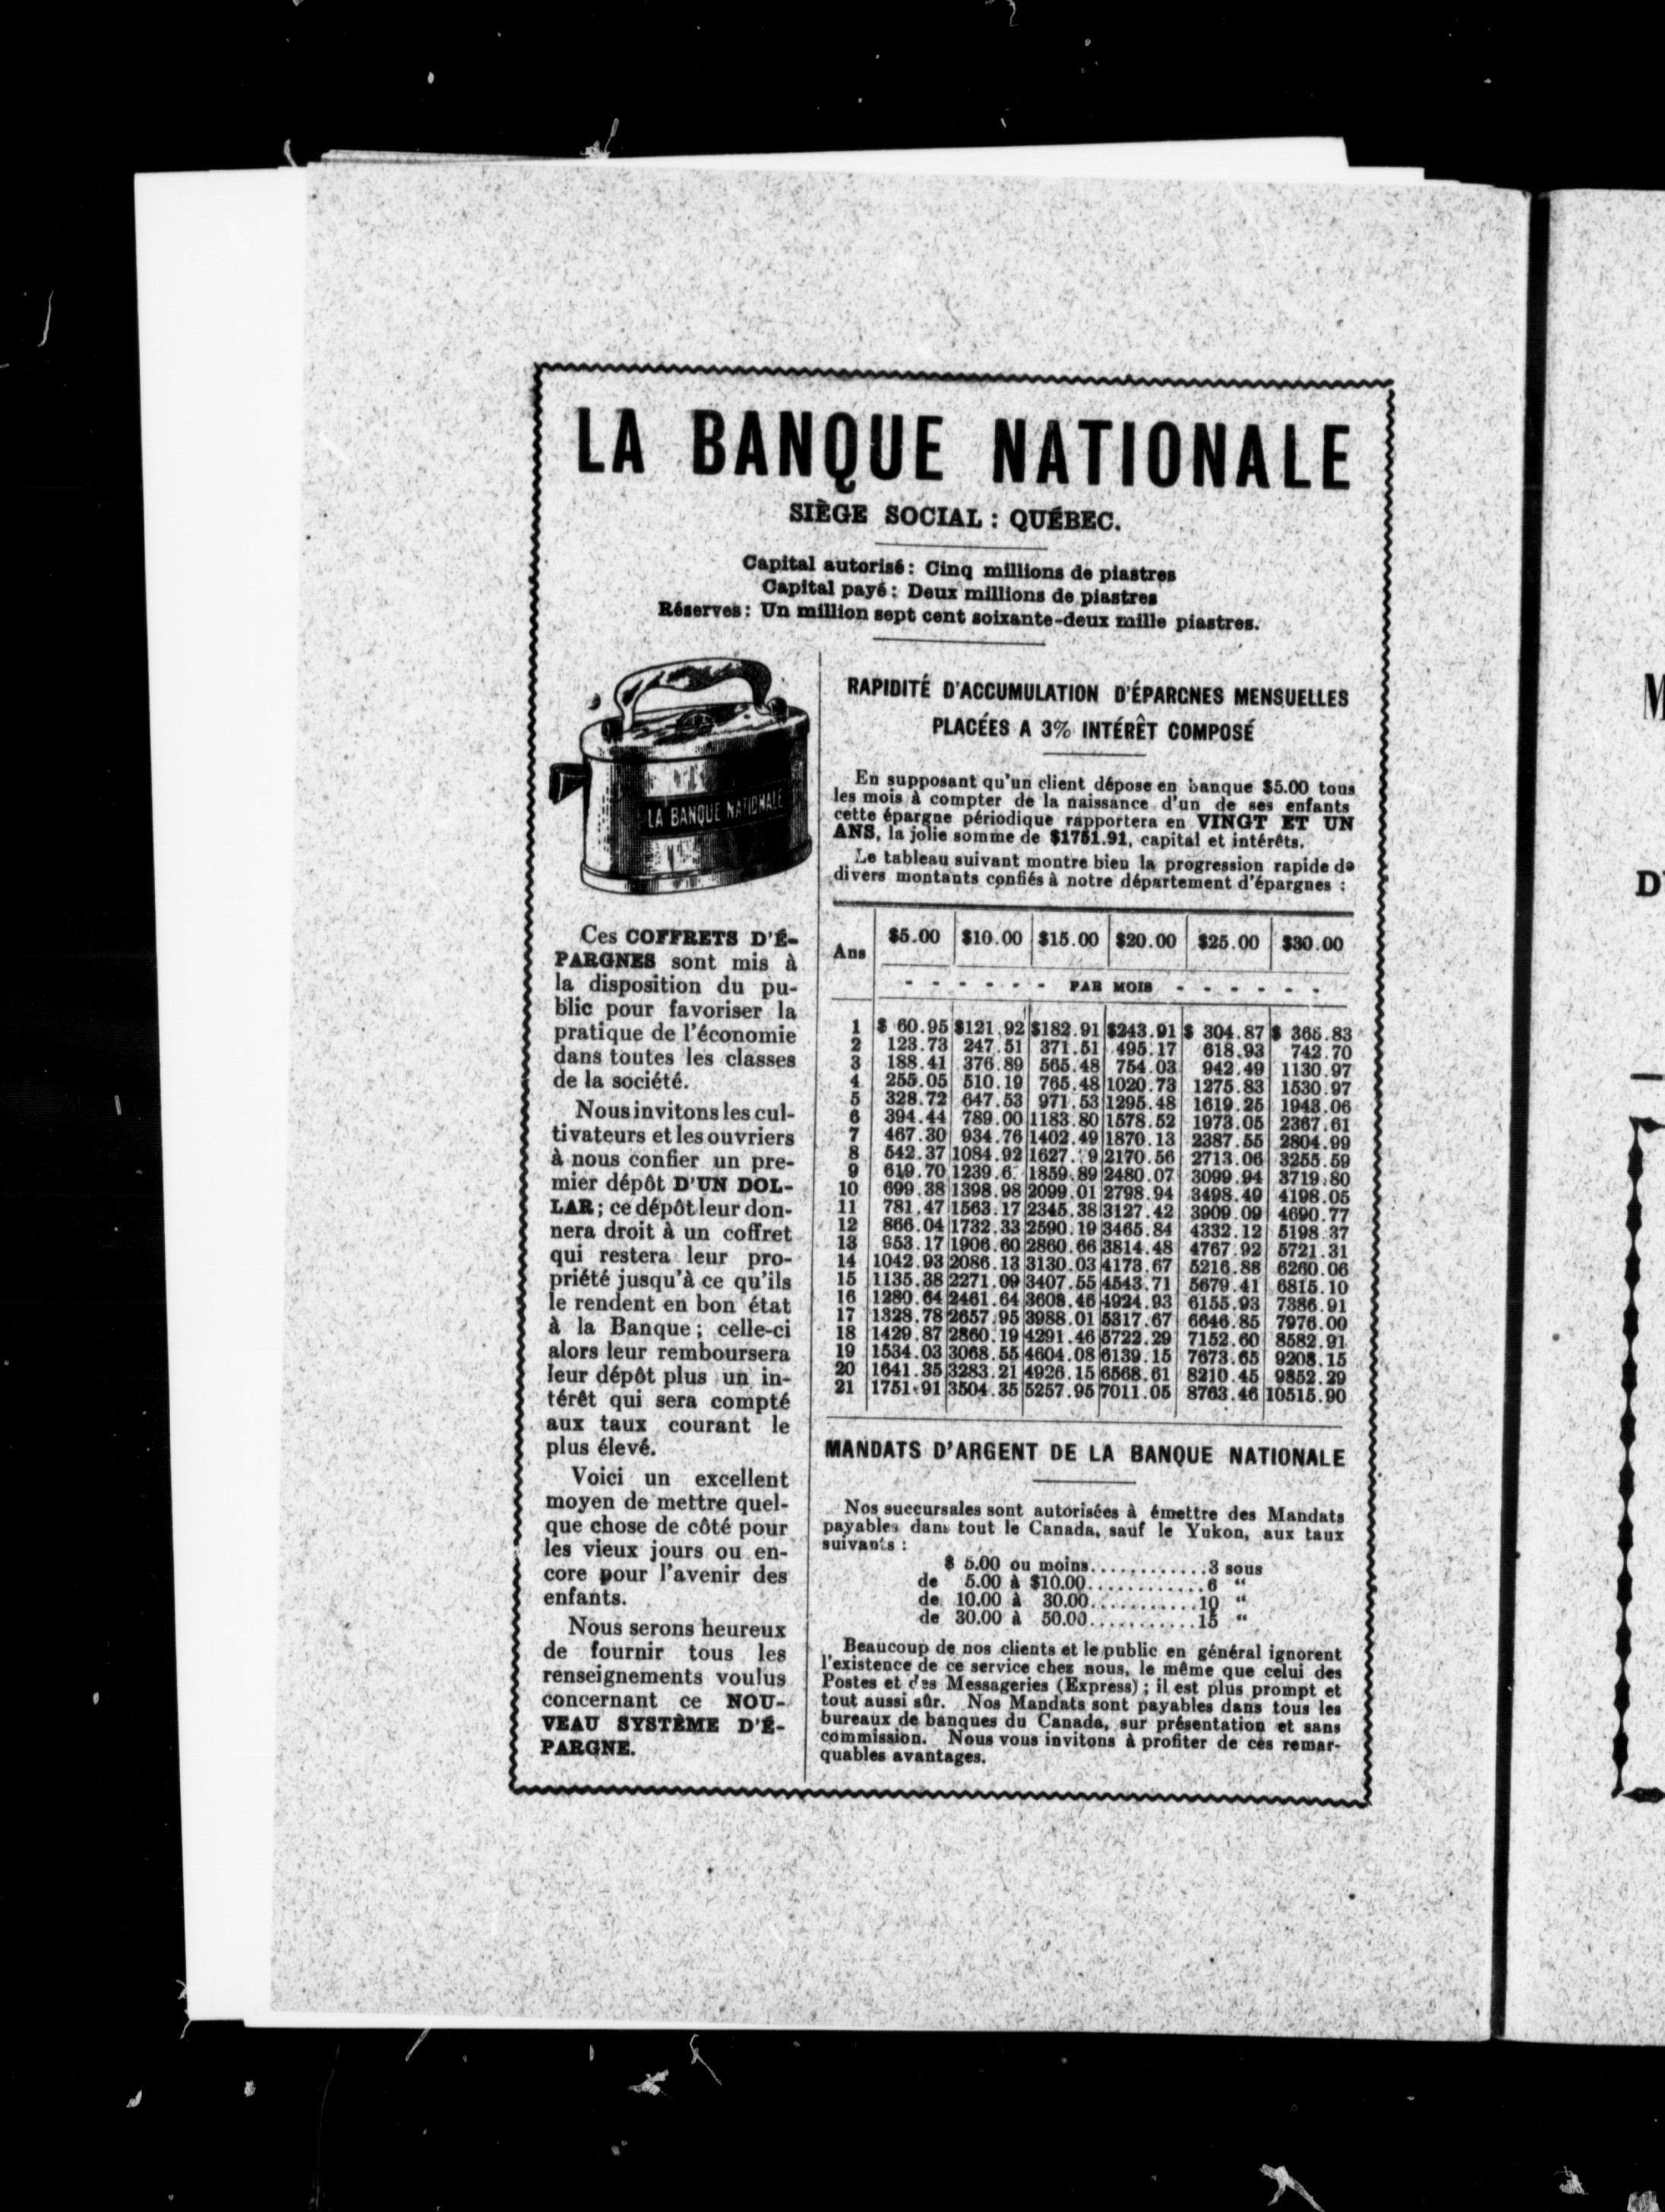 LA BANQUE NATIONALE
SIÈGE SOCIAL : QUÉBEC.
Capital autorisé : Cinq millions de piastres
Capital payé : Deux millions de piastres
Réserves : Un million sept cent soixante-deux mille piastres.
LA BANQUE NATIONALE
Ces COFFRETS D'É-
PARGNES sont mis à
la disposition du pu-
blic pour favoriser la
pratique de l'économie
dans toutes les classes
de la société.
Nous invitons les cul-
tivateurs et les ouvriers
à nous confier un pre-
mier dépôt D'UN DOL-
LAR ; ce dépôt leur don-
nera droit à un coffret
qui restera leur pro-
priété jusqu'à ce qu'ils
le rendent en bon état
à la Banque ; celle-ci
alors leur remboursera
leur dépôt plus un in-
térêt qui sera compté
aux taux courant le
plus élevé.
Voici un excellent
moyen de mettre quel-
que chose de côté pour
les vieux jours ou en-
core pour l'avenir des
enfants.
Nous serons heureux
de fournir tous les
renseignements voulus
concernant ce NOU-
VEAU SYSTÈME D'É-
PARGNE.
RAPIDITÉ D'ACCUMULATION D'ÉPARGNES MENSUELLES
PLACÉES A 3% INTÉRÊT COMPOSÉ
En supposant qu'un client dépose en banque $5.00 tous
les mois à compter de la naissance d'un de ses enfants
cette épargne périodique rapportera en VINGT ET UN
ANS, la jolie somme de $1751.91, capital et intérêts.
Le tableau suivant montre bien la progression rapide de
divers montants confiés à notre département d'épargnes :
Ans $5.00 $10.00 $15.00 $20.00 $25.00 $30.00
- - - - - - PAR MOIS - - - - - -
1 $ 60.95 $121.92 $182.91 $243.91 $ 304.87 $ 365.83
2 123.73 247.51 371.51 495.17 618.93 742.70
3 188.41 376.89 565.48 754.03 942.49 1130.97
4 255.05 510.19 765.48 1020.73 1275.83 1530.97
5 328.72 647.53 971.53 1295.48 1619.25 1943.06
6 394.44 789.00 1183.80 1578.52 1973.05 2367.61
7 467.30 934.76 1402.49 1870.13 2387.55 2804.99
8 542.37 1084.92 2170.56 2713.06 3255.59
9 619.70 1859.89 2480.07 3099.94 3719.80
10 699.38 1398.98 2099.01 2798.94 3498.49 4198.05
11 781.47 1563.17 2345.38 3127.42 3909.09 4690.77
12 866.04 1732.33 2590.19 3465.84 4332.12 5198.37
13 953.17 1906.60 2860.66 3814.48 4767.92 5721.31
14 1042.93 2086.13 3130.03 4173.67 5216.88 6260.06
15 1135.38 2271.09 3407.55 4543.71 5679.41 6815.10
16 1280.64 2461.64 3608.46 4924.93 6155.93 7386.91
17 1328.78 2657.95 3988.01 5317.67 6646.85 7976.00
18 1429.87 2860.19 4291.46 5722.29 7152.60 8582.91
19 1534.03 3068.55 4604.08 6139.15 7673.65 9208.15
20 1641.35 3283.21 4926.15 6568.61 8210.45 9852.29
21 1751.91 3504.35 5257.95 7011.05 8763.46 10515.90
MANDATS D'ARGENT DE LA BANQUE NATIONALE
Nos succursales sont autorisées à émettre des Mandats
payables dans tout le Canada, sauf le Yukon, aux taux
suivants :
$ 5.00 ou moins............3 sous
de 5.00 à $10.00............6 "
de 10.00 à 30.00...........10 "
de 30.00 à 50.00...........15 "
Beaucoup de nos clients et le public en général ignorent
l'existence de ce service chez nous, le même que celui des
Postes et des Messageries (Express) ; il est plus prompt et
tout aussi sûr. Nos Mandats sont payables dans tous les
bureaux de banques du Canada, sur présentation et sans
commission. Nous vous invitons à profiter de ces remar-
quables avantages.
M
D'